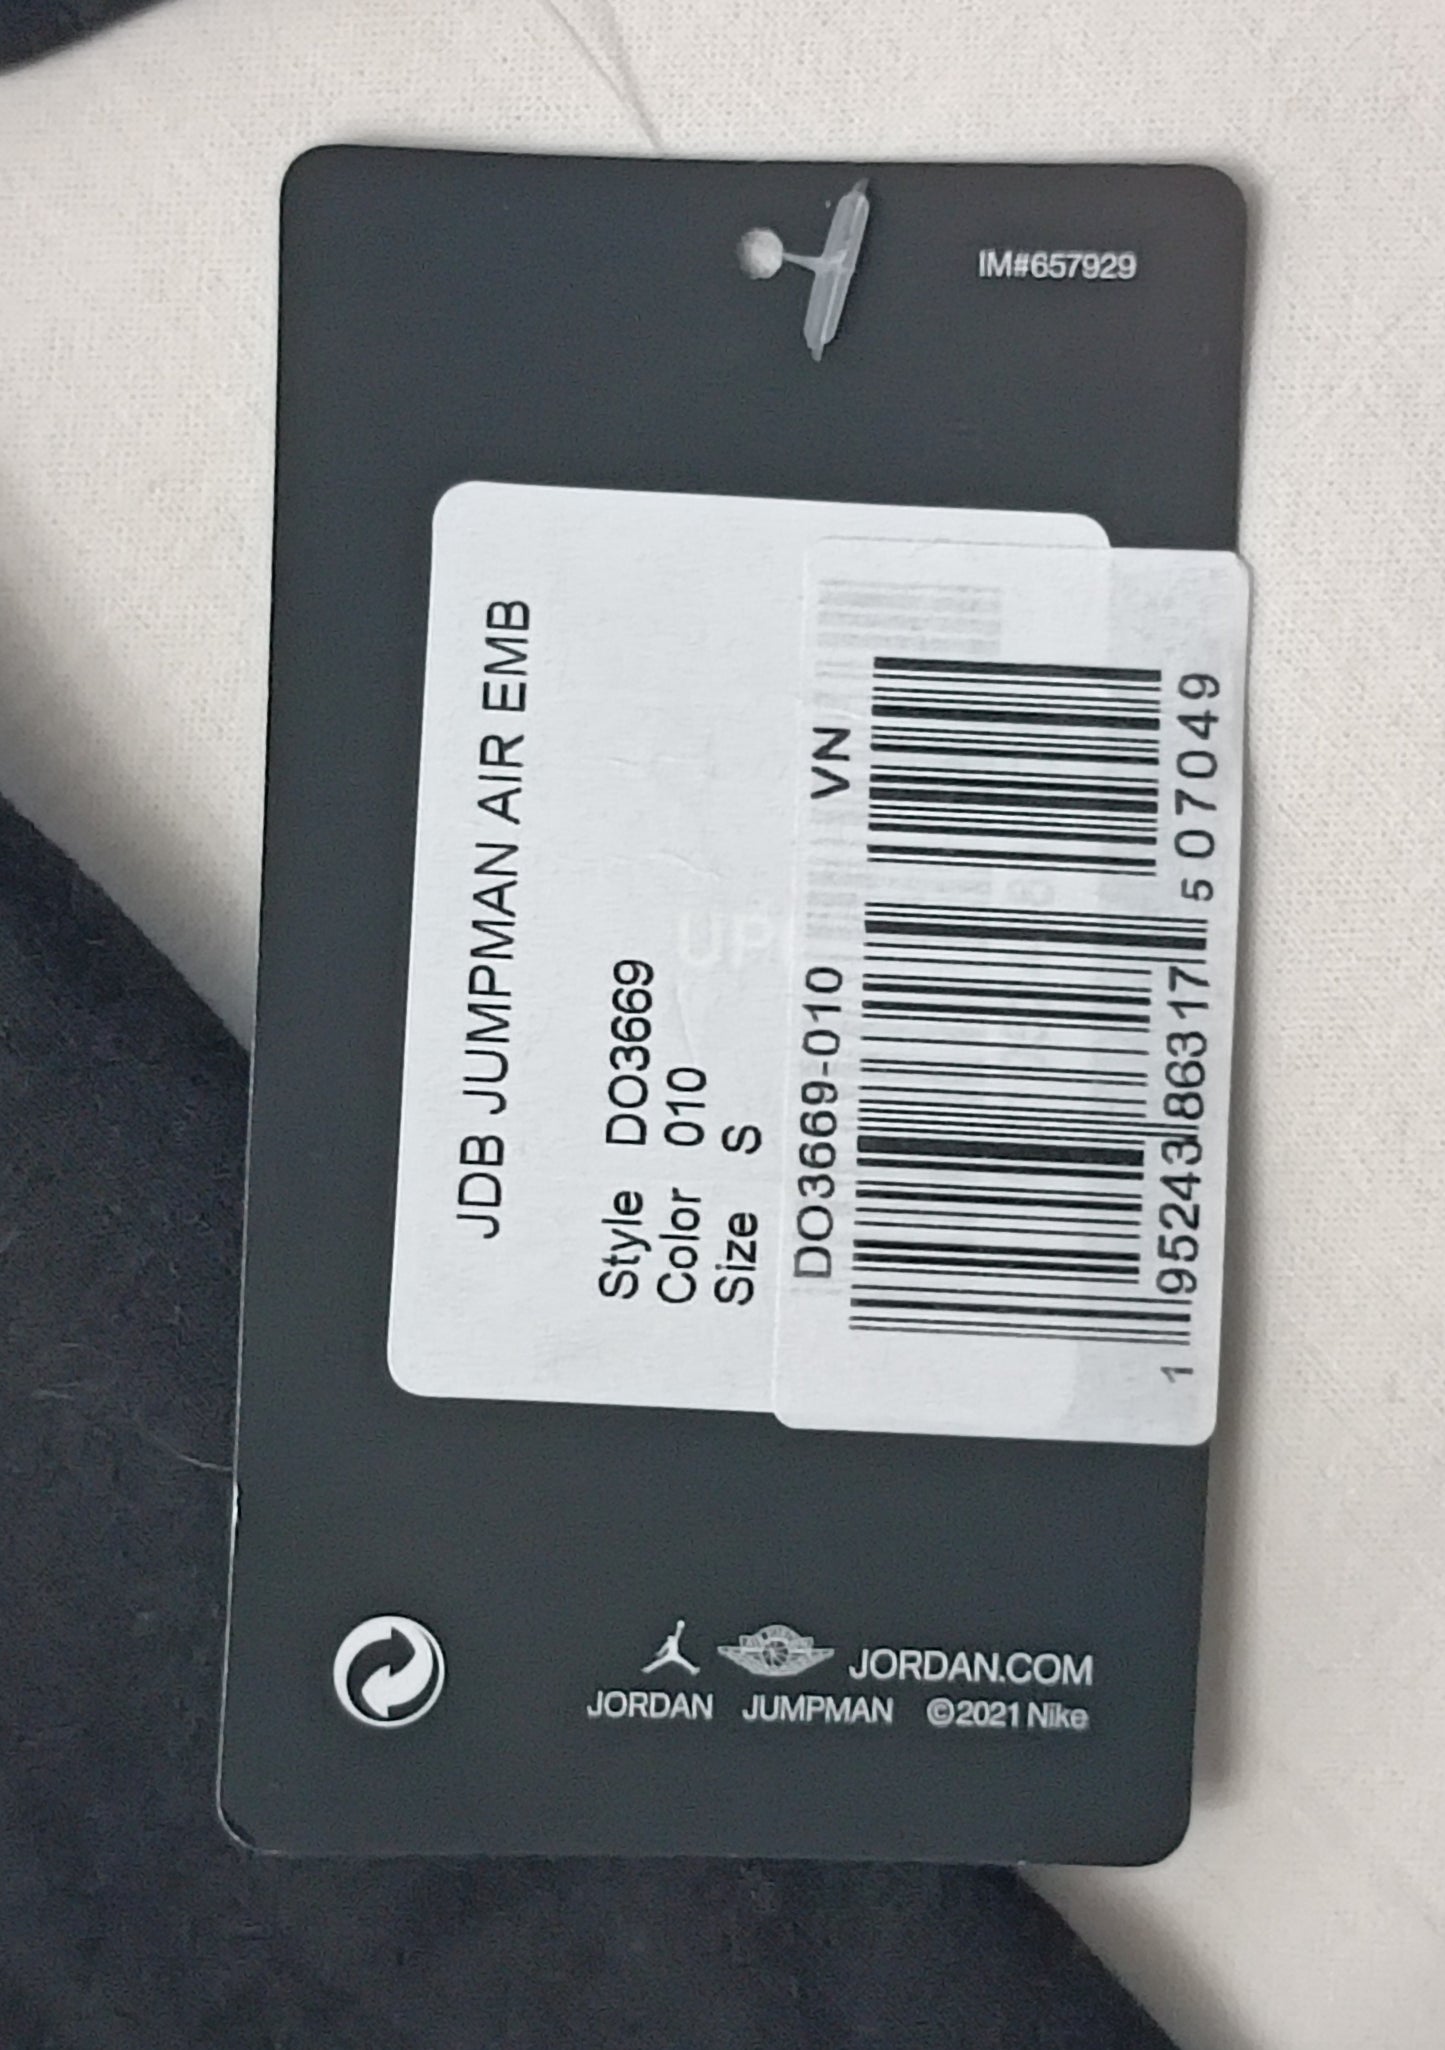 IM#657929
JDB JUMPMAN AIR EMB
Style DO3669
Color 010
Size S
DO3669-010 VN
1 95243 86317 5 07049
JORDAN.COM
JORDAN JUMPMAN ©2021 Nike